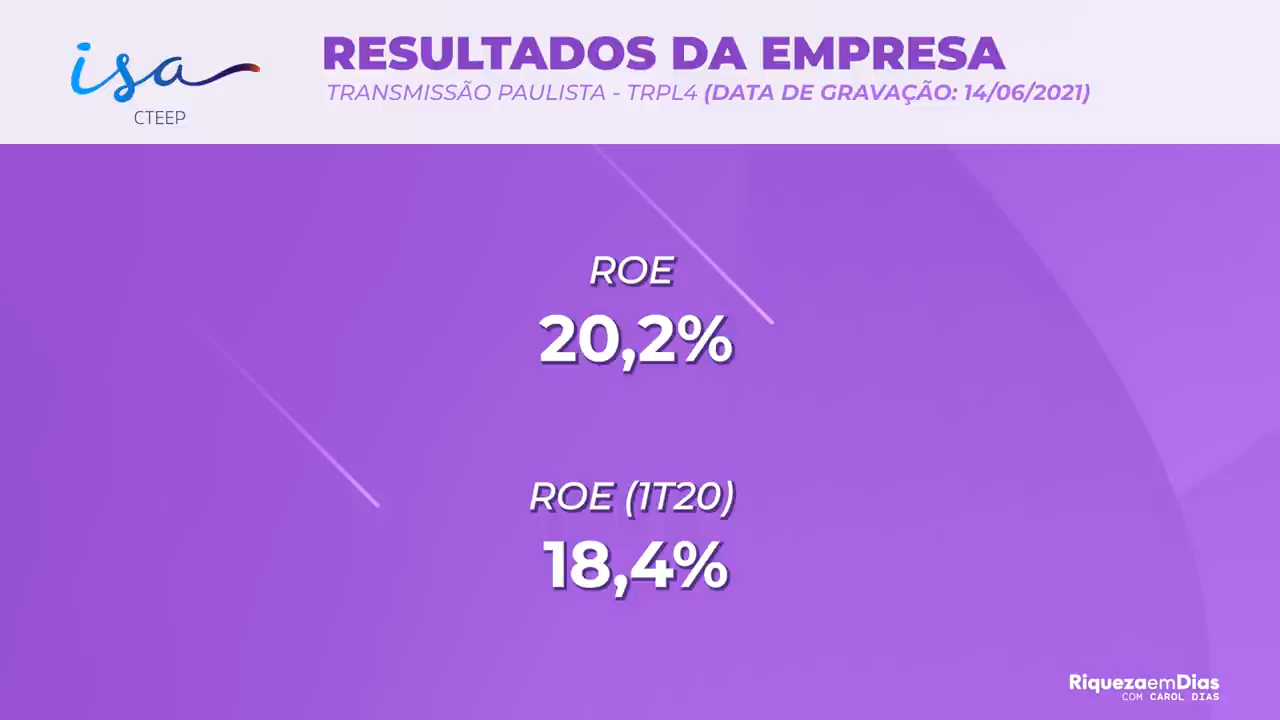 isa
CTEEP
RESULTADOS DA EMPRESA
TRANSMISSÃO PAULISTA - TRPL4 (DATA DE GRAVAÇÃO: 14/06/2021)
ROE
20,2%
ROE (1T20)
18,4%
RiquezaemDias
COM CAROL DIAS